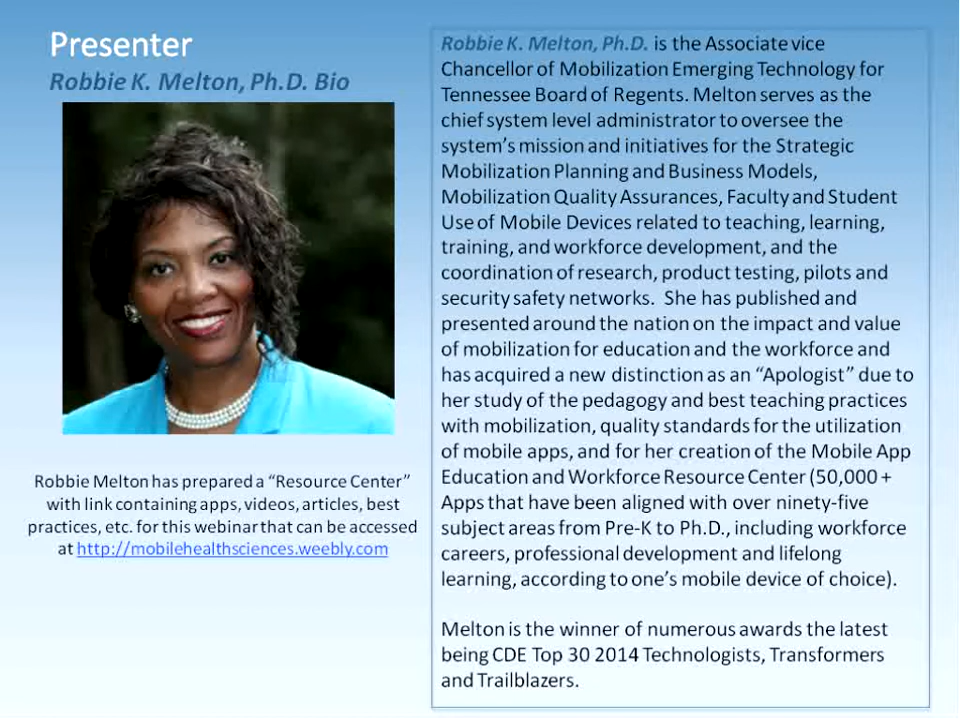 Presenter
Robbie K. Melton, Ph.D. Bio
Robbie Melton has prepared a “Resource Center”
with link containing apps, videos, articles, best
practices, etc. for this webinar that can be accessed
at http://mobilehealthsciences.weebly.com
Robbie K. Melton, Ph.D. is the Associate vice
Chancellor of Mobilization Emerging Technology for
Tennessee Board of Regents. Melton serves as the
chief system level administrator to oversee the
system’s mission and initiatives for the Strategic
Mobilization Planning and Business Models,
Mobilization Quality Assurances, Faculty and Student
Use of Mobile Devices related to teaching, learning,
training, and workforce development, and the
coordination of research, product testing, pilots and
security safety networks.  She has published and
presented around the nation on the impact and value
of mobilization for education and the workforce and
has acquired a new distinction as an “Apologist” due to
her study of the pedagogy and best teaching practices
with mobilization, quality standards for the utilization
of mobile apps, and for her creation of the Mobile App
Education and Workforce Resource Center (50,000 +
Apps that have been aligned with over ninety-five
subject areas from Pre-K to Ph.D., including workforce
careers, professional development and lifelong
learning, according to one’s mobile device of choice).
Melton is the winner of numerous awards the latest
being CDE Top 30 2014 Technologists, Transformers
and Trailblazers.